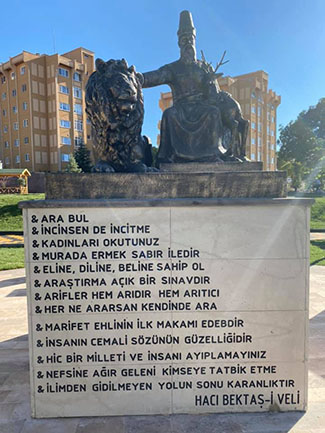 & ARA BUL
& İNCİNSEN DE İNCİTME
& KADINLARI OKUTUNUZ
& MURADA ERMEK SABIR İLEDİR
& ELİNE, DİLİNE, BELİNE SAHİP OL
& ARAŞTIRMA AÇIK BİR SINAVDIR
& ARİFLER HEM ARIDIR HEM ARITICI
& HER NE ARARSAN KENDİNDE ARA
& MARİFET EHLİNİN İLK MAKAMI EDEBDİR
& İNSANIN CEMALİ SÖZÜNÜN GÜZELLİĞİDİR
& HİC BİR MİLLETİ VE İNSANI AYIPLAMAYINIZ
& NEFSİNE AĞIR GELENİ KİMSEYE TATBİK ETME
& İLİMDEN GİDİLMEYEN YOLUN SONU KARANLIKTIR
HACI BEKTAŞ-İ VELİ